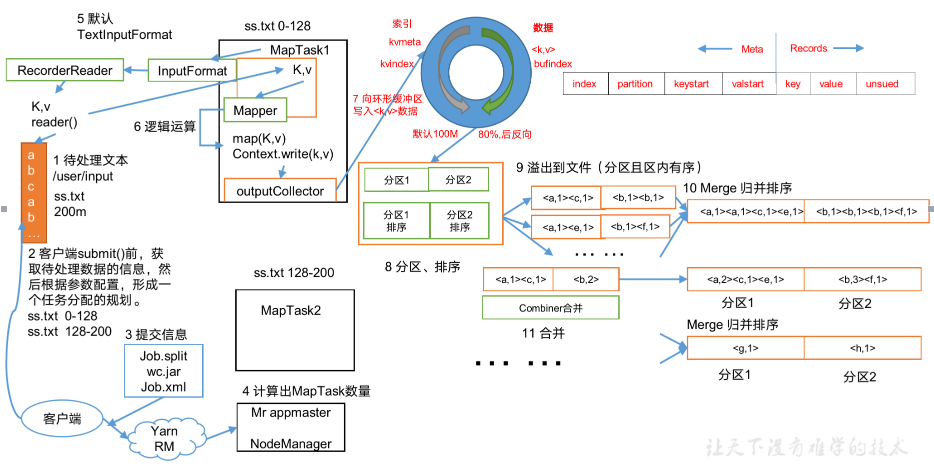 5 默认
TextInputFormat
ss.txt 0-128
MapTask1
RecorderReader
InputFormat
K,v
Mapper
K,v
reader()
6 逻辑运算
map(K,v)
Context.write(k,v)
outputCollector
a
b
c
a
b
...
1 待处理文本
/user/input
ss.txt
200m
2 客户端submit()前，获
取待处理数据的信息，然
后根据参数配置，形成一
个任务分配的规划。
ss.txt 0-128
ss.txt 128-200
3 提交信息
Job.split
wc.jar
Job.xml
客户端
Yarn
RM
4 计算出MapTask数量
Mr appmaster
NodeManager
ss.txt 128-200
MapTask2
索引
kvmeta
kvindex
数据
<k,v>
bufindex
7 向环形缓冲区
写入<k,v>数据
默认100M
80%,后反向
Meta
Records
index partition keystart valstart key value unsued
分区1 分区2
分区1
排序
分区2
排序
8 分区、排序
9 溢出到文件（分区且区内有序）
<a,1><c,1> <b,1><b,1>
<a,1><e,1> <b,1><f,1>
... ...
10 Merge 归并排序
<a,1><a,1><c,1><e,1> <b,1><b,1><b,1><f,1>
<a,1><c,1> <b,2>
Combiner合并
11 合并
<a,2><c,1><e,1> <b,3><f,1>
分区1 分区2
Merge 归并排序
<g,1> <h,1>
分区1 分区2
... ...
让天下没有难学的技术